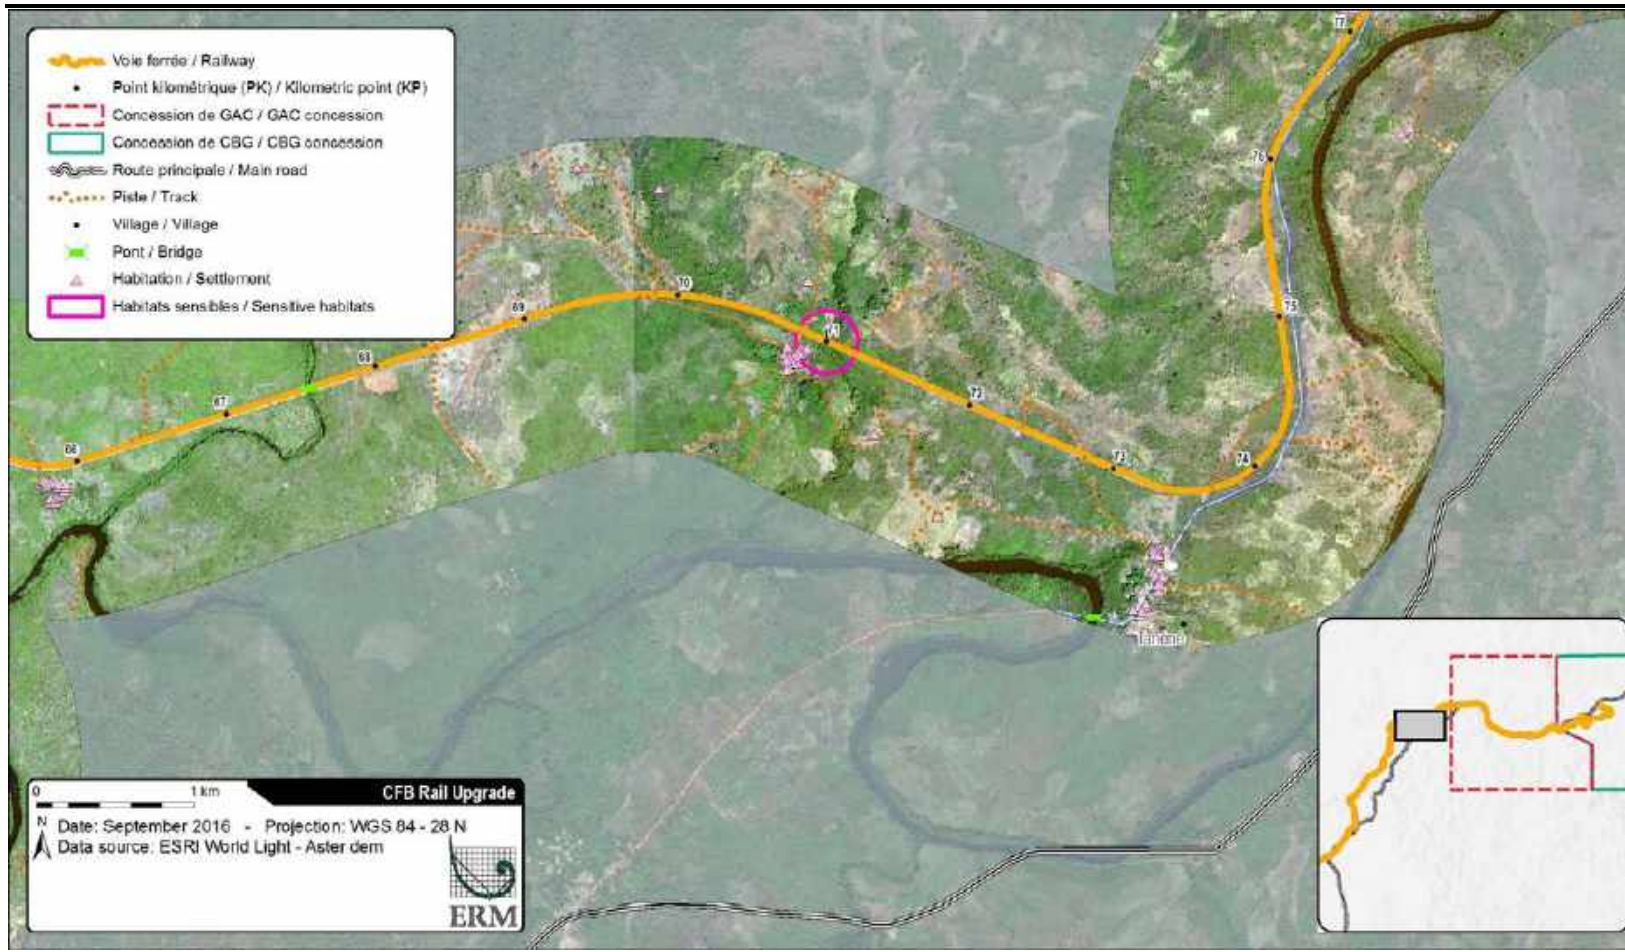 Voie ferrée / Railway
Point kilométrique (PK) / Kilometric point (KP)
Concession de GAC / GAC concession
Concession de CBG / CBG concession
Route principale / Main road
Piste / Track
Village / Village
Pont / Bridge
Habitation / Settlement
Habitats sensibles / Sensitive habitats
77
76
75
70
69
71
68
72
67
66
73
74
0 1 km
CFB Rail Upgrade
N
Date: September 2016 - Projection: WGS 84 - 28 N
Data source: ESRI World Light - Aster dem
ERM